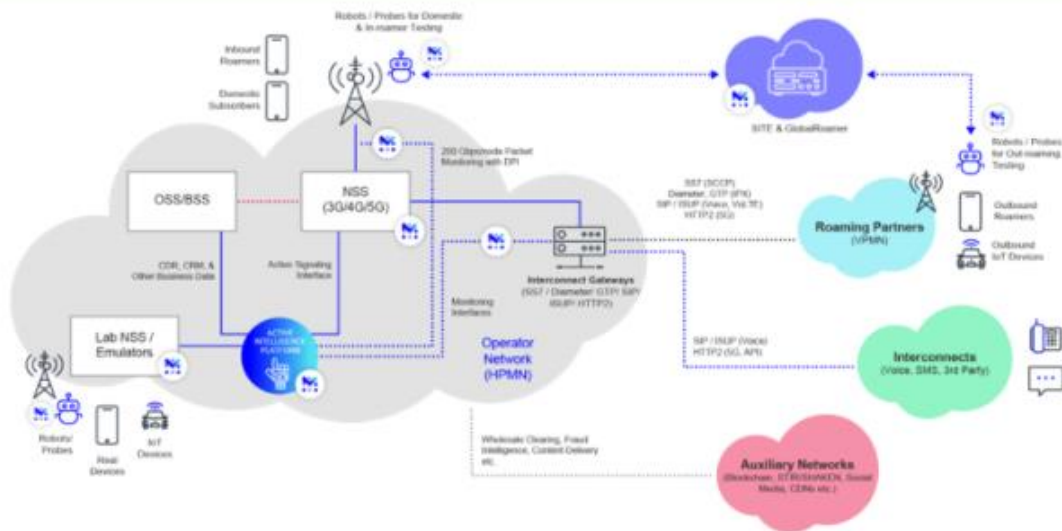 Robots / Probes for Domestic
& In-roamer Testing
Inbound
Roamers
Domestic
Subscribers
SITE & GlobalRoamer
Robots / Probes
for Out-roaming
Testing
200 Gbps/node Packet
Monitoring with DPI
OSS/BSS
NSS
(3G/4G/5G)
SS7 (SCCP)
Diameter, GTP (IPX)
SIP / ISUP (Voice, VoLTE)
HTTP2 (5G)
Roaming Partners
(VPMN)
Outbound
Roamers
Outbound
IoT Devices
CDR, CRM, &
Other Business Data
Active Signaling
Interface
Interconnect Gateways
(SS7 / Diameter/ GTP/ SIP/
ISUP/ HTTP2)
Monitoring
Interfaces
Lab NSS /
Emulators
ACTIVE
INTELLIGENCE
PLATFORM
Operator
Network
(HPMN)
SIP / ISUP (Voice)
HTTP2 (5G, API)
Interconnects
(Voice, SMS, 3rd Party)
Robots/
Probes
Real
Devices
IoT
Devices
Wholesale Clearing, Fraud
Intelligence, Content Delivery
etc.
Auxiliary Networks
(Blockchain, STIR/SHAKEN, Social
Media, CDNs etc.)